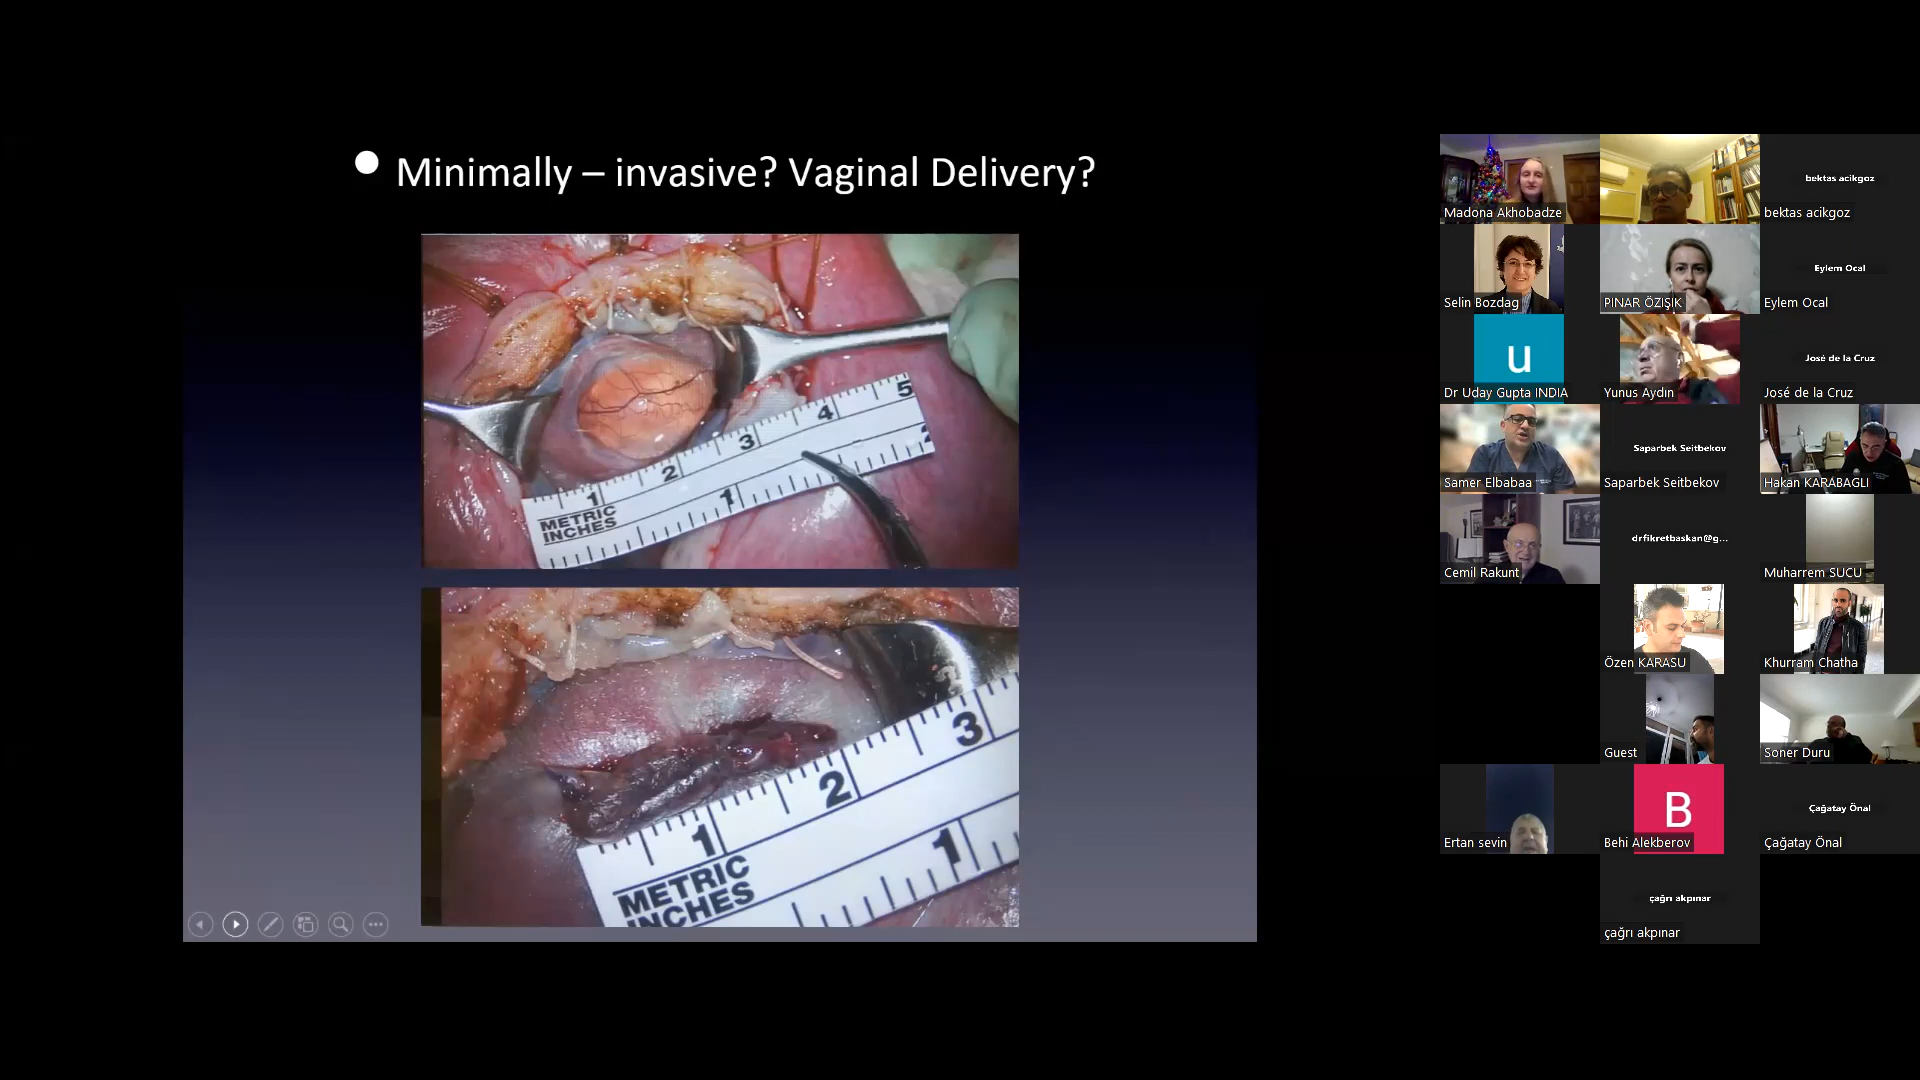 Minimally – invasive? Vaginal Delivery?
1 2 3 4 5
METRIC
INCHES
1 2
1 2 3
METRIC
INCHES
1
Madona Akhobadze
bektas acikgoz
bektas acikgoz
Selin Bozdag
PINAR ÖZIŞIK
Eylem Ocal
Eylem Ocal
u
Dr Uday Gupta INDIA
Yunus Aydın
José de la Cruz
José de la Cruz
Samer Elbabaa
Saparbek Seitbekov
Saparbek Seitbekov
Hakan KARABAGLI
Cemil Rakunt
drfikretbaskan@g...
Muharrem SUCU
Özen KARASU
Khurram Chatha
Guest
Soner Duru
Ertan sevin
B
Behi Alekberov
Çağatay Önal
Çağatay Önal
çağrı akpınar
çağrı akpınar